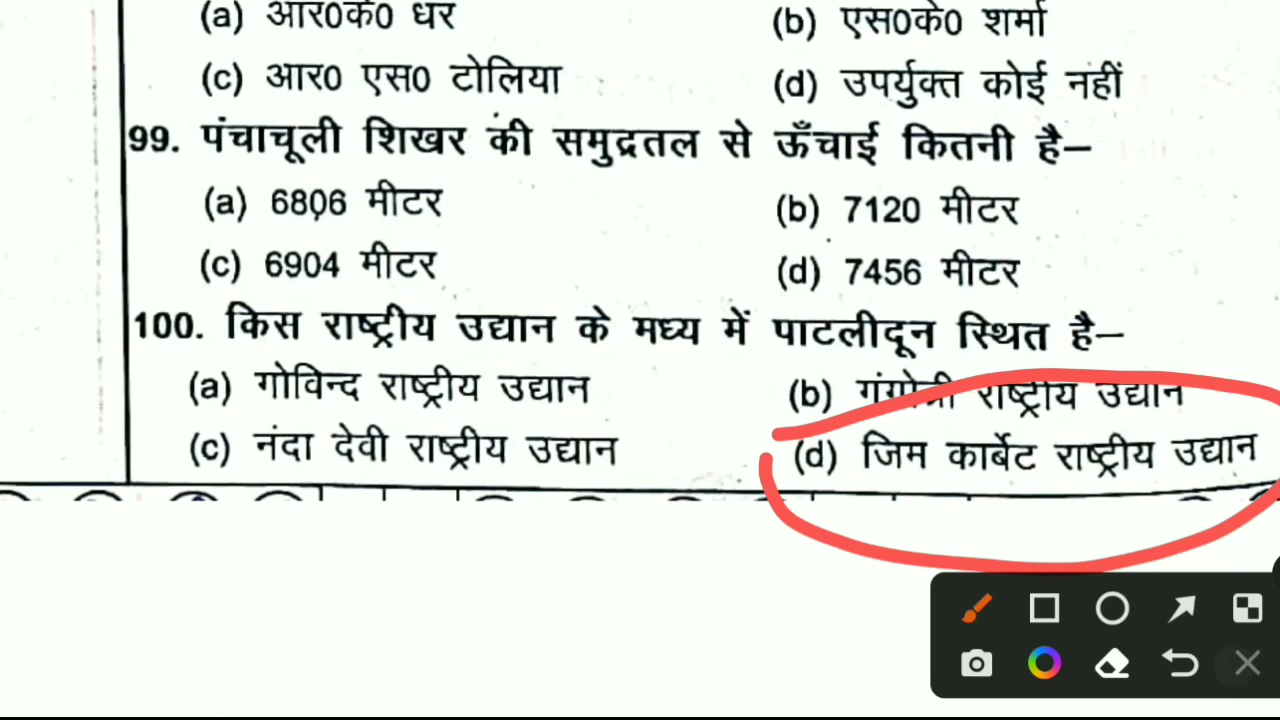 (a) आर0के0 धर (b) एस0के0 शर्मा
(c) आर0 एस0 टोलिया (d) उपर्युक्त कोई नहीं
99. पंचाचूली शिखर की समुद्रतल से ऊँचाई कितनी है–
(a) 6806 मीटर (b) 7120 मीटर
(c) 6904 मीटर (d) 7456 मीटर
100. किस राष्ट्रीय उद्यान के मध्य में पाटलीदून स्थित है–
(a) गोविन्द राष्ट्रीय उद्यान (b) गंगोत्री राष्ट्रीय उद्यान
(c) नंदा देवी राष्ट्रीय उद्यान (d) जिम कार्बेट राष्ट्रीय उद्यान